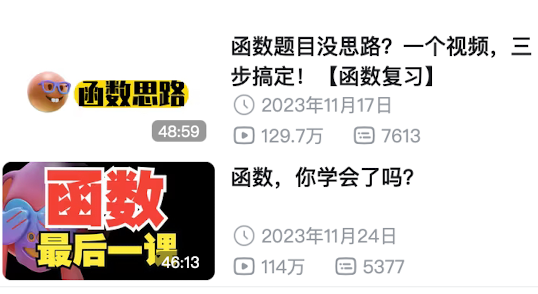 函数题目没思路？一个视频，三
步搞定！【函数复习】
函数思路
2023年11月17日
48:59
129.7万 7613
函数，你学会了吗？
函数
最后一课
46:13
2023年11月24日
114万 5377